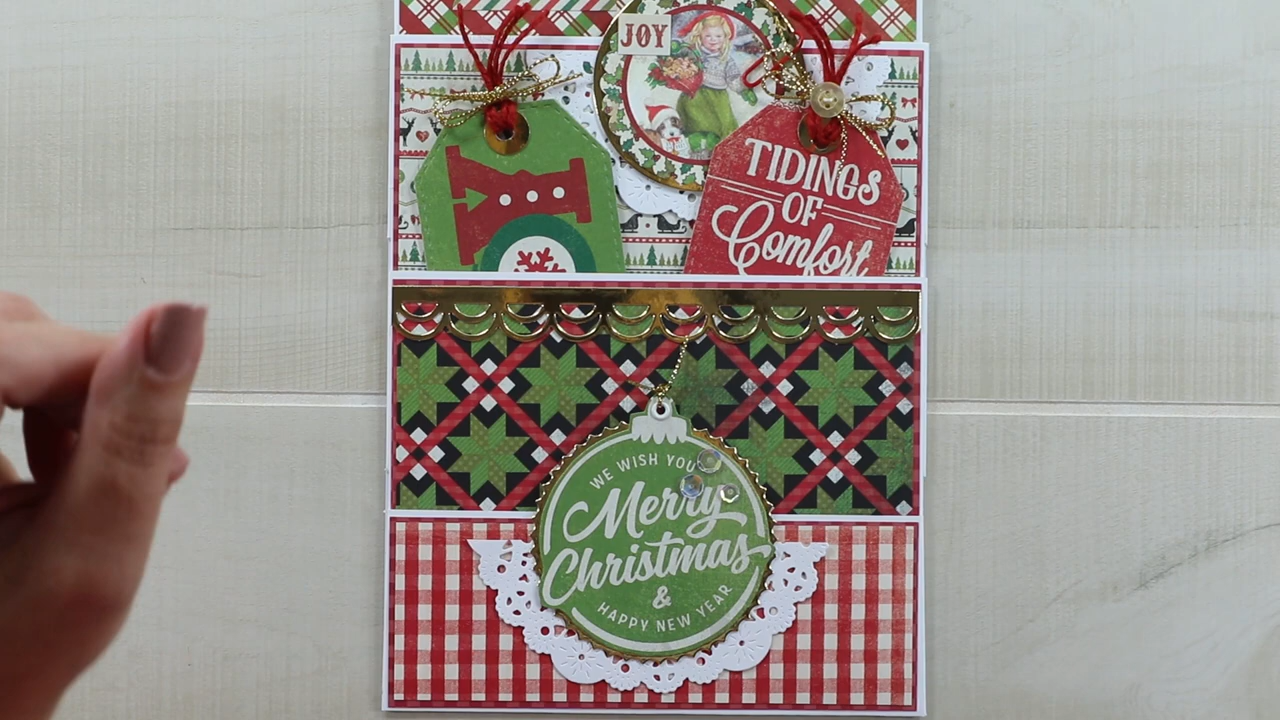 JOY
TIDINGS
OF
Comfort
WE WISH YOU
Merry
Christmas
&
HAPPY NEW YEAR